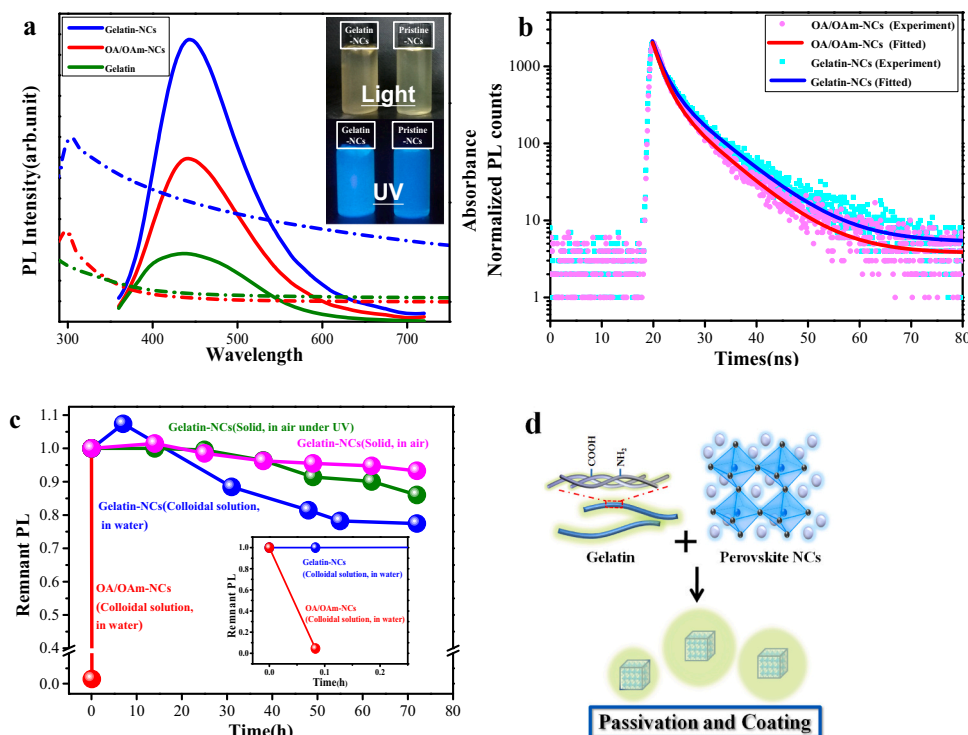 a
Gelatin-NCs
OA/OAm-NCs
Gelatin
Gelatin
-NCs
Pristine
-NCs
Light
Gelatin
-NCs
Pristine
-NCs
UV
PL Intensity(arb.unit)
Absorbance
300 400 500 600 700
Wavelength
b
OA/OAm-NCs (Experiment)
OA/OAm-NCs (Fitted)
Gelatin-NCs (Experiment)
Gelatin-NCs (Fitted)
Normalized PL counts
1000
100
10
1
0 10 20 30 40 50 60 70 80
Times(ns)
c
Remnant PL
1.1
1.0
0.9
0.8
0.7
0.6
0.5
0.4
0.0
Gelatin-NCs(Solid, in air under UV)
Gelatin-NCs(Solid, in air)
Gelatin-NCs(Colloidal solution,
in water)
OA/OAm-NCs
(Colloidal solution,
in water)
Remnant PL
1.0
0.8
0.6
0.4
0.2
0.0
Gelatin-NCs
(Colloidal solution, in water)
OA/OAm-NCs
(Colloidal solution, in water)
0.0 0.1 0.2
Time(h)
0 10 20 30 40 50 60 70 80
Time(h)
d
COOH
NH2
Gelatin
+
Perovskite NCs
Passivation and Coating